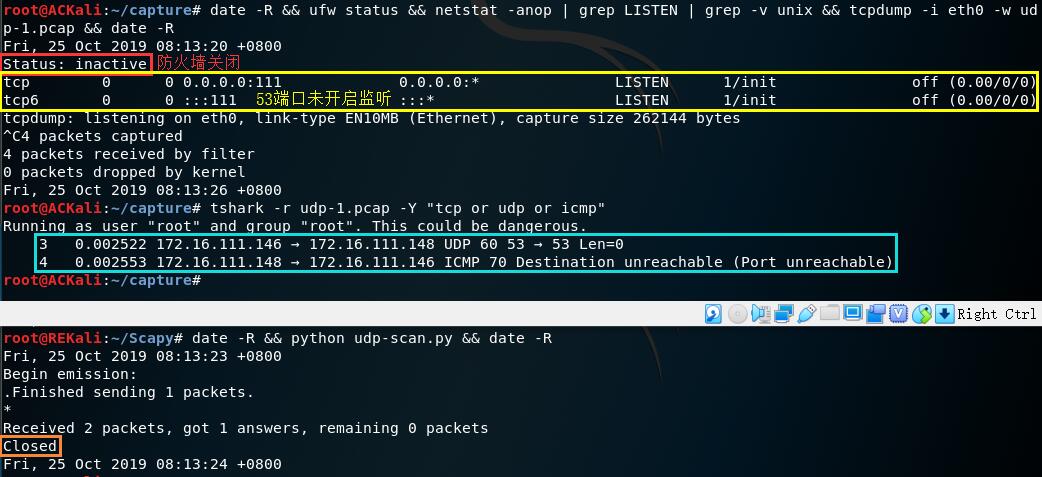 root@ACKali:~/capture# date -R && ufw status && netstat -anop | grep LISTEN | grep -v unix && tcpdump -i eth0 -w ud
p-1.pcap && date -R
Fri, 25 Oct 2019 08:13:20 +0800
Status: inactive 防火墙关闭
tcp 0 0 0.0.0.0:111 0.0.0.0:* LISTEN 1/init off (0.00/0/0)
tcp6 0 0 :::111 53端口未开启监听 :::* LISTEN 1/init off (0.00/0/0)
tcpdump: listening on eth0, link-type EN10MB (Ethernet), capture size 262144 bytes
^C4 packets captured
4 packets received by filter
0 packets dropped by kernel
Fri, 25 Oct 2019 08:13:26 +0800
root@ACKali:~/capture# tshark -r udp-1.pcap -Y "tcp or udp or icmp"
Running as user "root" and group "root". This could be dangerous.
3 0.002522 172.16.111.146 → 172.16.111.148 UDP 60 53 → 53 Len=0
4 0.002553 172.16.111.148 → 172.16.111.146 ICMP 70 Destination unreachable (Port unreachable)
root@ACKali:~/capture#
Right Ctrl
root@REKali:~/Scapy# date -R && python udp-scan.py && date -R
Fri, 25 Oct 2019 08:13:23 +0800
Begin emission:
.Finished sending 1 packets.
*
Received 2 packets, got 1 answers, remaining 0 packets
Closed
Fri, 25 Oct 2019 08:13:24 +0800